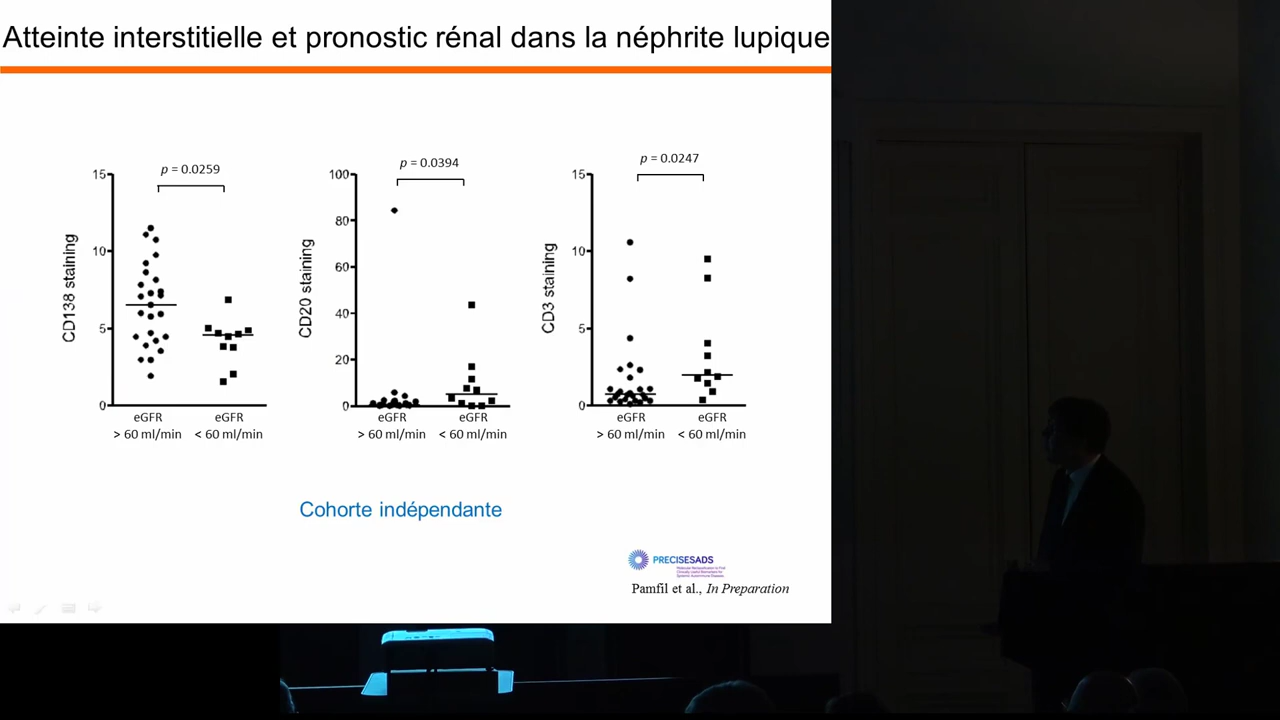 Atteinte interstitielle et pronostic rénal dans la néphrite lupique
p = 0.0259
15
10
5
0
CD138 staining
eGFR
> 60 ml/min
eGFR
< 60 ml/min
p = 0.0394
100
80
60
40
20
0
CD20 staining
eGFR
> 60 ml/min
eGFR
< 60 ml/min
p = 0.0247
15
10
5
0
CD3 staining
eGFR
> 60 ml/min
eGFR
< 60 ml/min
Cohorte indépendante
PRECISESADS
Pamfil et al., In Preparation